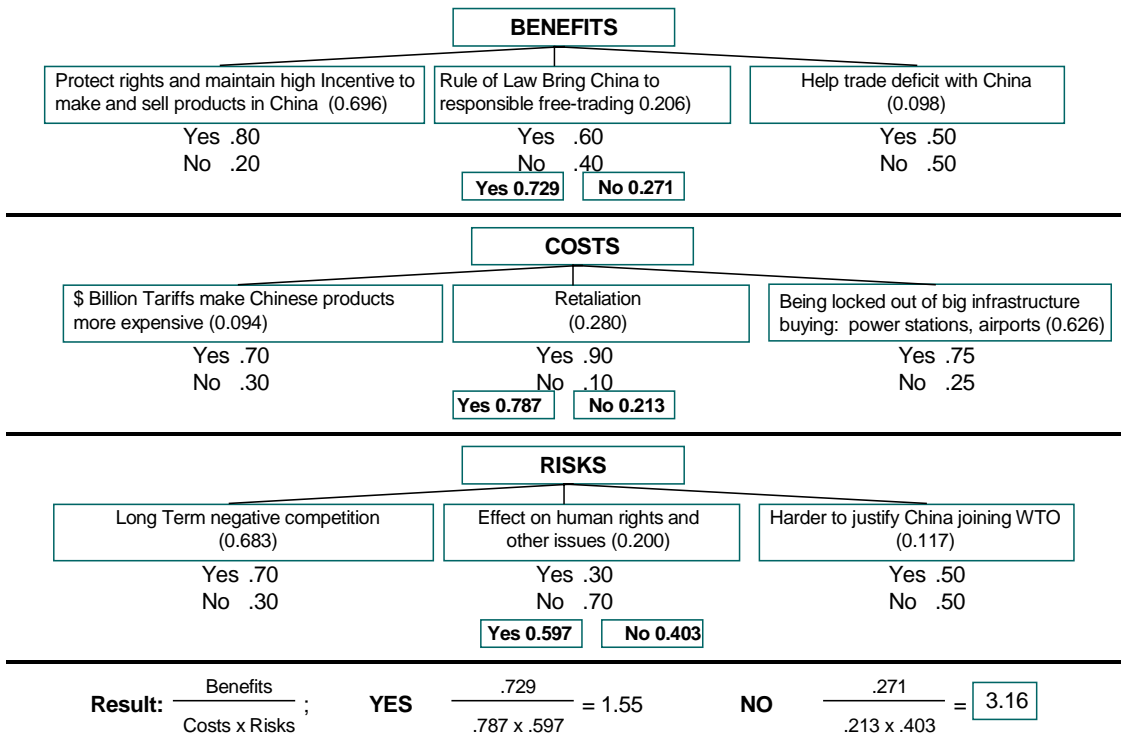 BENEFITS
Protect rights and maintain high Incentive to
make and sell products in China (0.696)
Rule of Law Bring China to
responsible free-trading 0.206)
Help trade deficit with China
(0.098)
Yes .80
No .20
Yes .60
No .40
Yes .50
No .50
Yes 0.729
No 0.271
COSTS
$ Billion Tariffs make Chinese products
more expensive (0.094)
Retaliation
(0.280)
Being locked out of big infrastructure
buying: power stations, airports (0.626)
Yes .70
No .30
Yes .90
No .10
Yes .75
No .25
Yes 0.787
No 0.213
RISKS
Long Term negative competition
(0.683)
Effect on human rights and
other issues (0.200)
Harder to justify China joining WTO
(0.117)
Yes .70
No .30
Yes .30
No .70
Yes .50
No .50
Yes 0.597
No 0.403
Result: Benefits
Costs x Risks ;
YES .729
.787 x .597 = 1.55
NO .271
.213 x .403 = 3.16